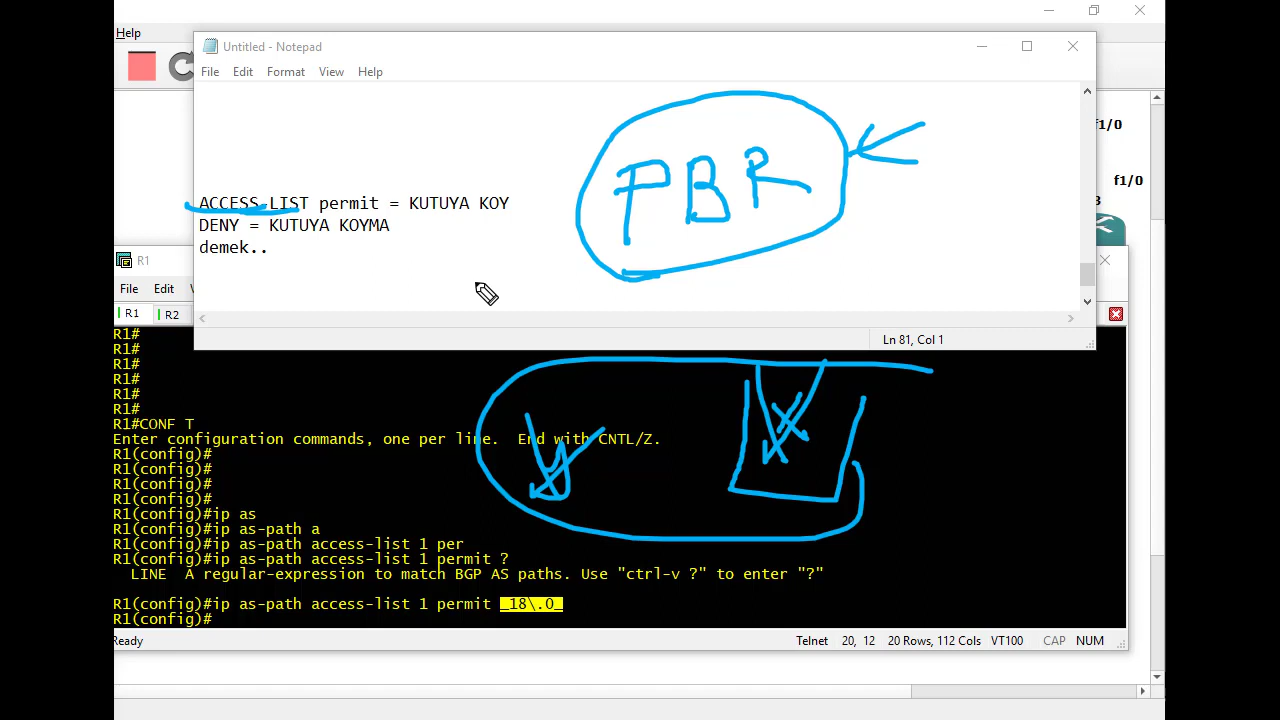 Help
Untitled - Notepad
File Edit Format View Help
f1/0
f1/0
3
PBR
ACCESS-LIST permit = KUTUYA KOY
DENY = KUTUYA KOYMA
demek..
Ln 81, Col 1
R1
File Edit
R1 R2
R1#
R1#
R1#
R1#
R1#
R1#
R1#CONF T
Enter configuration commands, one per line. End with CNTL/Z.
R1(config)#
R1(config)#
R1(config)#
R1(config)#
R1(config)#ip as
R1(config)#ip as-path a
R1(config)#ip as-path access-list 1 per
R1(config)#ip as-path access-list 1 permit ?
LINE A regular-expression to match BGP AS paths. Use "ctrl-v ?" to enter "?"
R1(config)#ip as-path access-list 1 permit _18\.0_
R1(config)#
Ready Telnet 20, 12 20 Rows, 112 Cols VT100 CAP NUM